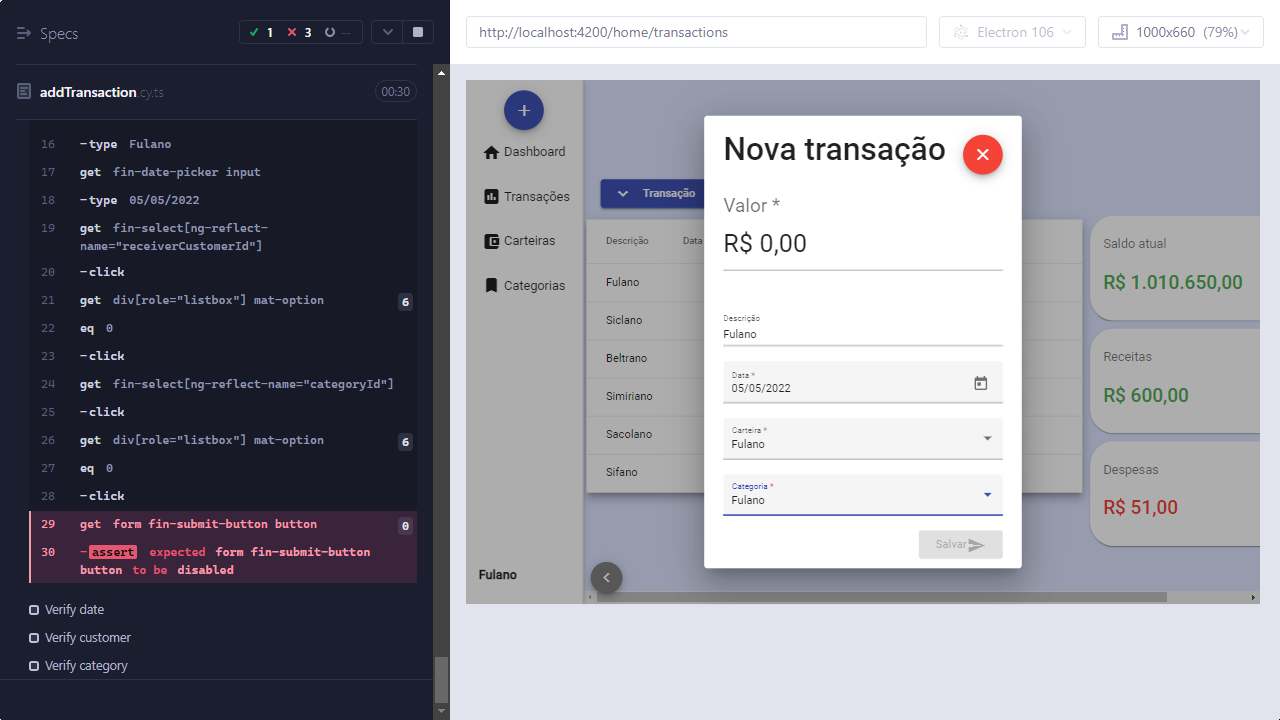 Specs
1
3
--
addTransaction.cy.ts
00:30
16 -type Fulano
17 get fin-date-picker input
18 -type 05/05/2022
19 get fin-select[ng-reflect-
name="receiverCustomerId"]
20 -click
21 get div[role="listbox"] mat-option 6
22 eq 0
23 -click
24 get fin-select[ng-reflect-name="categoryId"]
25 -click
26 get div[role="listbox"] mat-option 6
27 eq 0
28 -click
29 get form fin-submit-button button 0
30 -assert expected form fin-submit-button
button to be disabled
Verify date
Verify customer
Verify category
http://localhost:4200/home/transactions
Electron 106
1000x660 (79%)
+
Dashboard
Transações
Carteiras
Categorias
Fulano
Transação
Descrição Data
Fulano
Siclano
Beltrano
Simiriano
Sacolano
Sifano
Nova transação
Valor *
R$ 0,00
Descrição
Fulano
Data *
05/05/2022
Carteira *
Fulano
Categoria *
Fulano
Salvar
Saldo atual
R$ 1.010.650,00
Receitas
R$ 600,00
Despesas
R$ 51,00